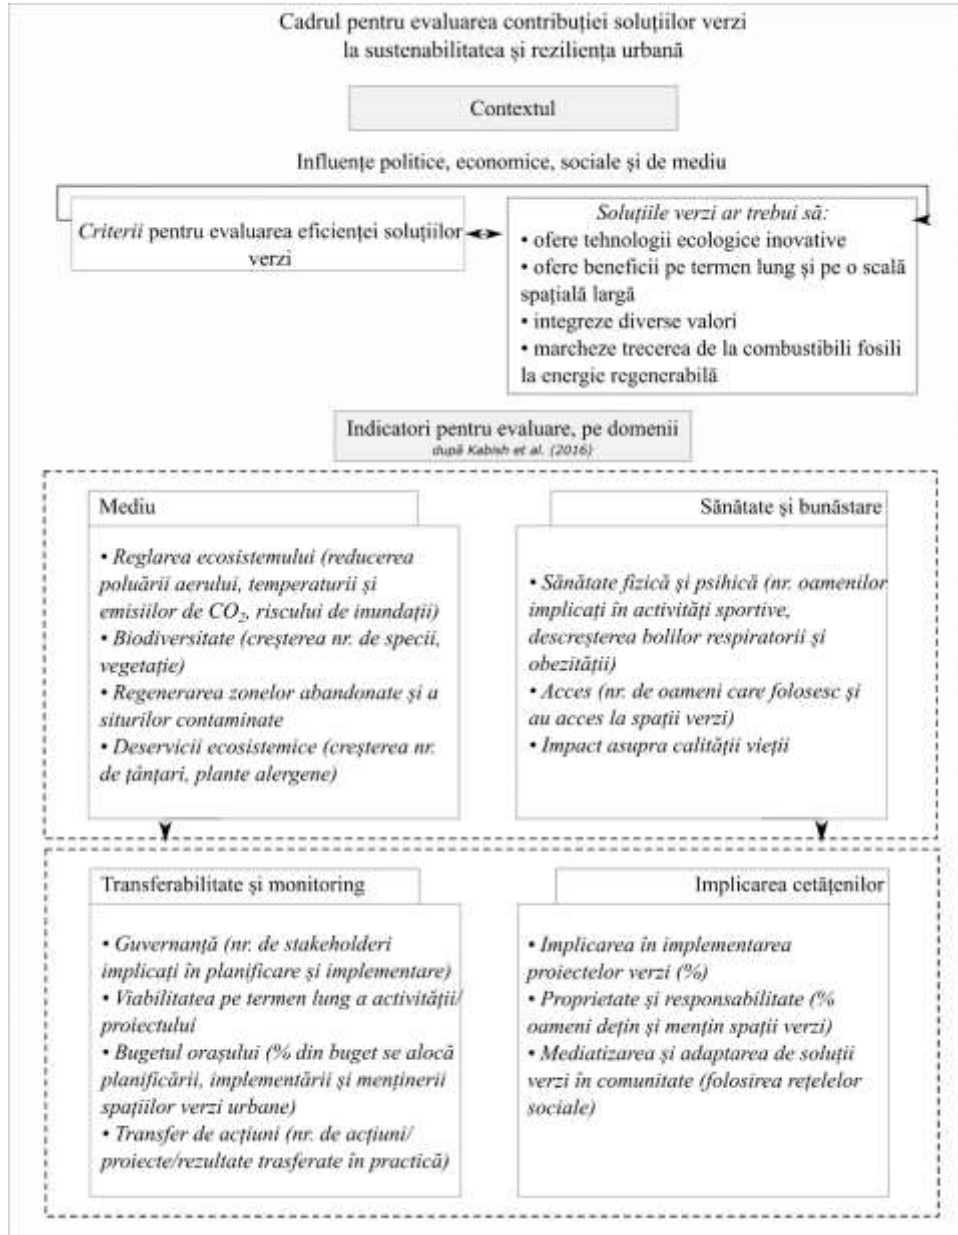 Cadrul pentru evaluarea contribuției soluțiilor verzi
la sustenabilitatea și reziliența urbană
Contextul
Influențe politice, economice, sociale și de mediu
Criterii pentru evaluarea eficienței soluțiilor
verzi
Soluțiile verzi ar trebui să:
• ofere tehnologii ecologice inovative
• ofere beneficii pe termen lung și pe o scală
spațială largă
• integreze diverse valori
• marcheze trecerea de la combustibili fosili
la energie regenerabilă
Indicatori pentru evaluare, pe domenii
după Kabish et al. (2016)
Mediu
• Reglarea ecosistemului (reducerea
poluării aerului, temperaturii și
emisiilor de CO₂, riscului de inundații)
• Biodiversitate (creșterea nr. de specii,
vegetație)
• Regenerarea zonelor abandonate și a
siturilor contaminate
• Deservicii ecosistemice (creșterea nr.
de țânțari, plante alergene)
Sănătate și bunăstare
• Sănătate fizică și psihică (nr. oamenilor
implicați în activități sportive,
descreșterea bolilor respiratorii și
obezității)
• Acces (nr. de oameni care folosesc și
au acces la spații verzi)
• Impact asupra calității vieții
Transferabilitate și monitoring
• Guvernanță (nr. de stakeholderi
implicați în planificare și implementare)
• Viabilitatea pe termen lung a activității/
proiectului
• Bugetul orașului (% din buget se alocă
planificării, implementării și menținerii
spațiilor verzi urbane)
• Transfer de acțiuni (nr. de acțiuni/
proiecte/rezultate trasferate în practică)
Implicarea cetățenilor
• Implicarea în implementarea
proiectelor verzi (%)
• Proprietate și responsabilitate (%
oameni dețin și mențin spații verzi)
• Mediatizarea și adaptarea de soluții
verzi în comunitate (folosirea rețelelor
sociale)